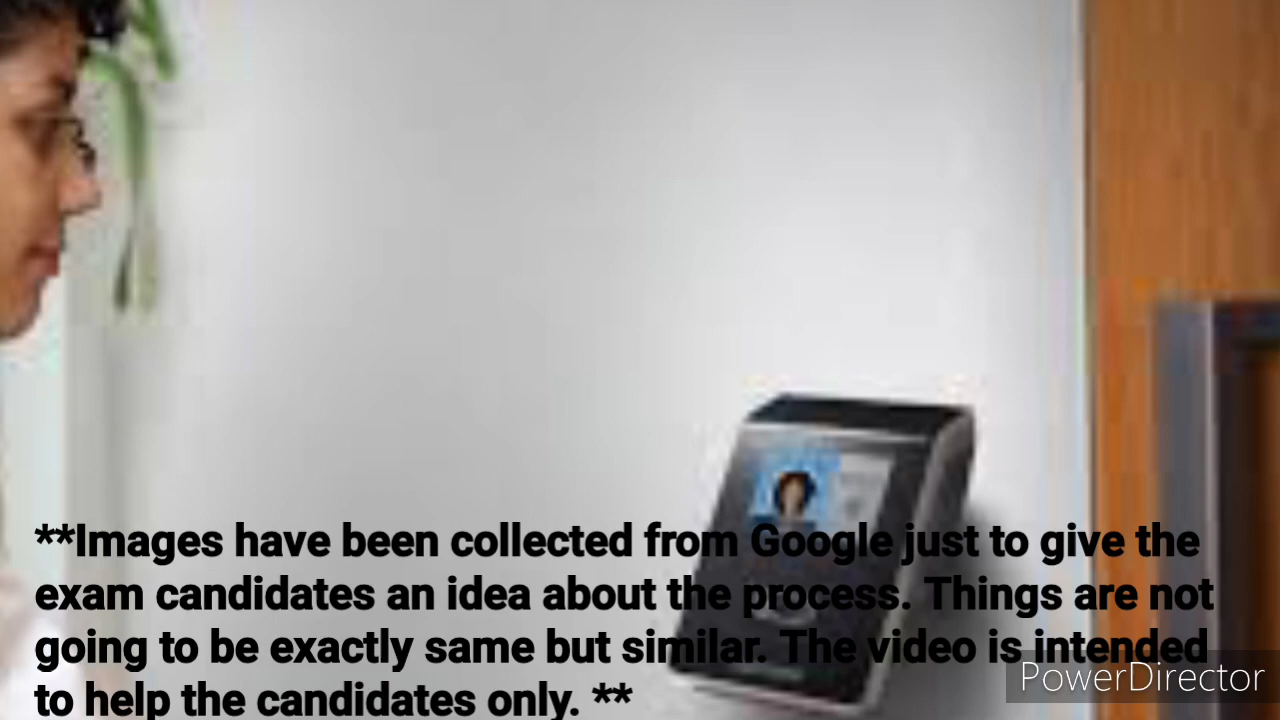 **Images have been collected from Google just to give the
exam candidates an idea about the process. Things are not
going to be exactly same but similar. The video is intended
to help the candidates only. **
PowerDirector